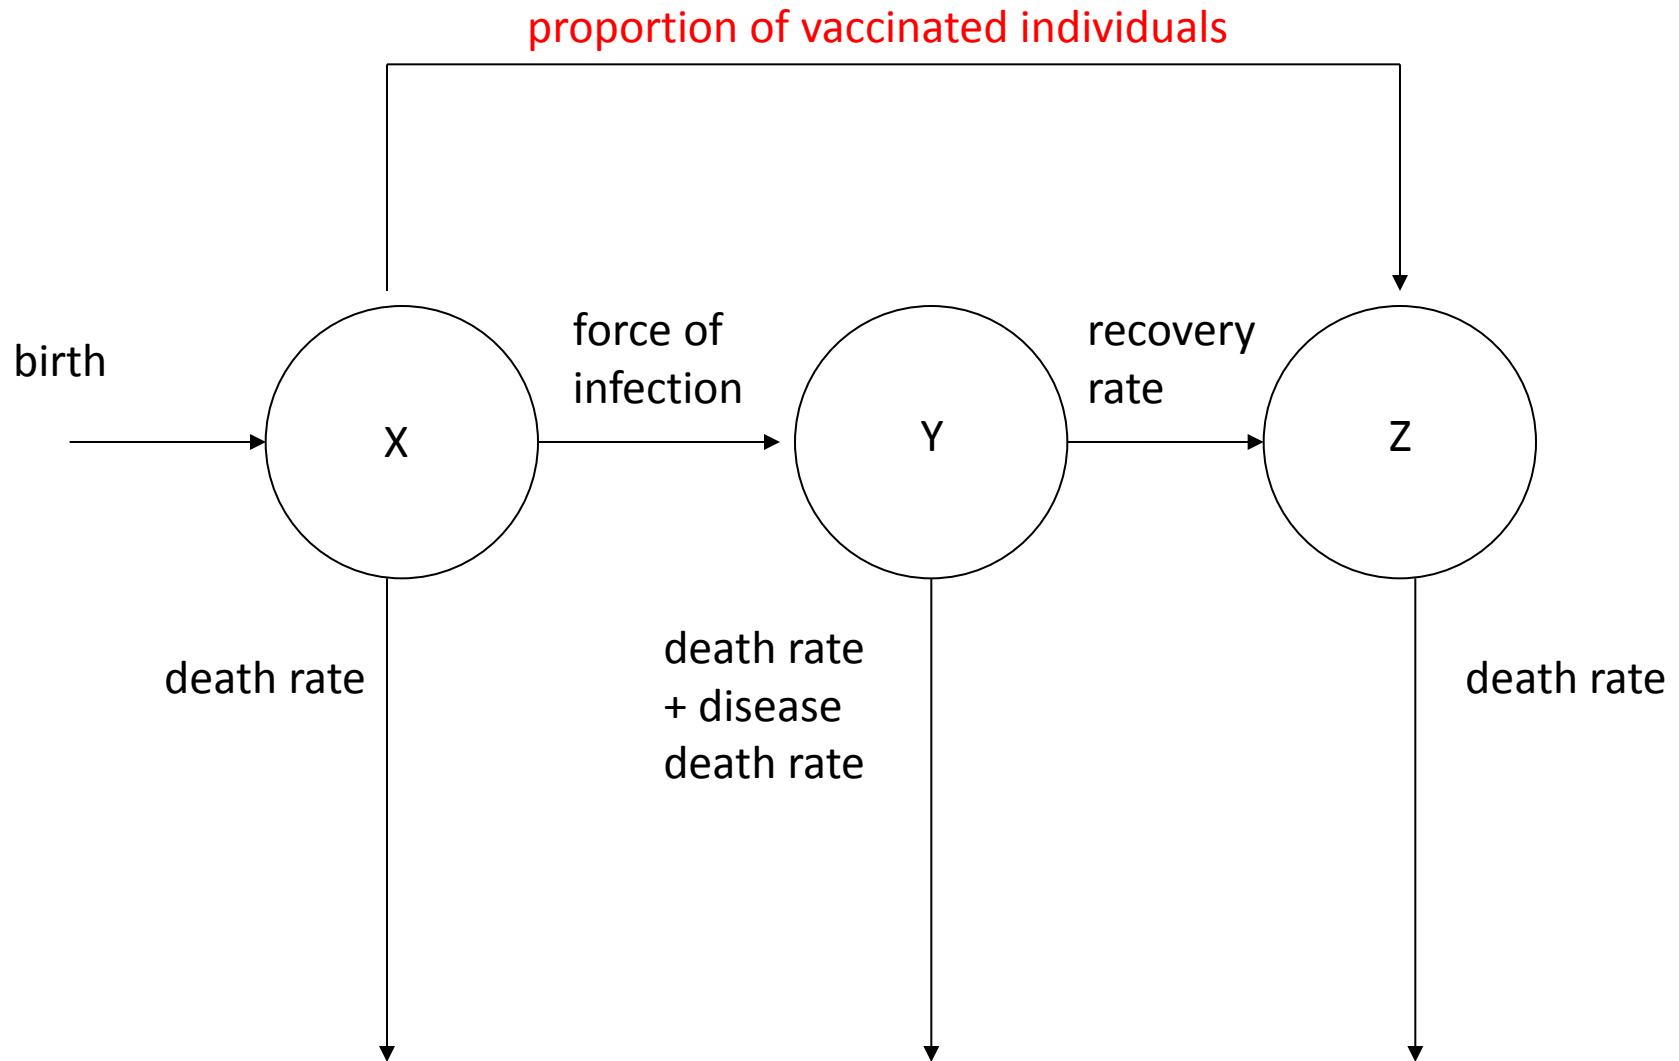 proportion of vaccinated individuals
birth
force of
infection
recovery
rate
X
Y
Z
death rate
death rate
+ disease
death rate
death rate